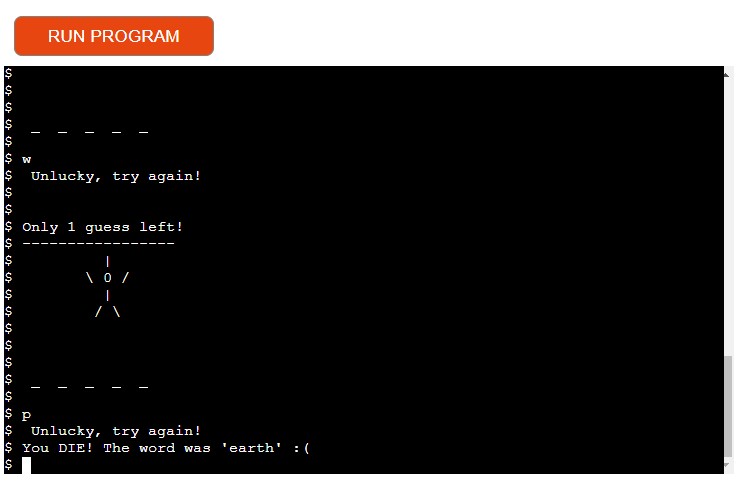 RUN PROGRAM
$
$
$
$  _ _ _ _ _
$
$ w
$  Unlucky, try again!
$
$
$ Only 1 guess left!
$ -----------------
$         |
$       \ 0 /
$         |
$        / \
$
$
$
$  _ _ _ _ _
$
$ p
$  Unlucky, try again!
$ You DIE! The word was 'earth' :(
$